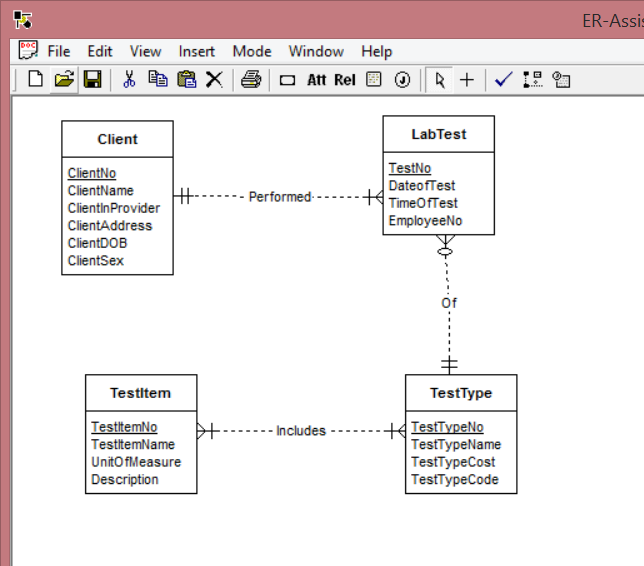 ER-Assis
DOC File Edit View Insert Mode Window Help
Att Rel J
Client
ClientNo
ClientName
ClientInProvider
ClientAddress
ClientDOB
ClientSex
Performed
LabTest
TestNo
DateofTest
TimeOfTest
EmployeeNo
Of
TestItem
TestItemNo
TestItemName
UnitOfMeasure
Description
Includes
TestType
TestTypeNo
TestTypeName
TestTypeCost
TestTypeCode